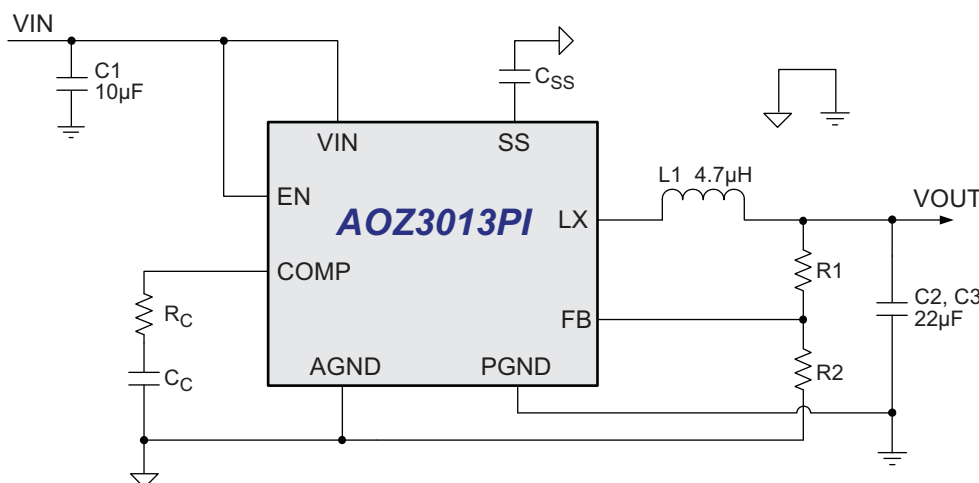 VIN
C1
10µF
CSS
VIN
SS
L1 4.7µH
EN
LX
VOUT
AOZ3013PI
COMP
R1
RC
FB
C2, C3
22µF
CC
AGND
PGND
R2